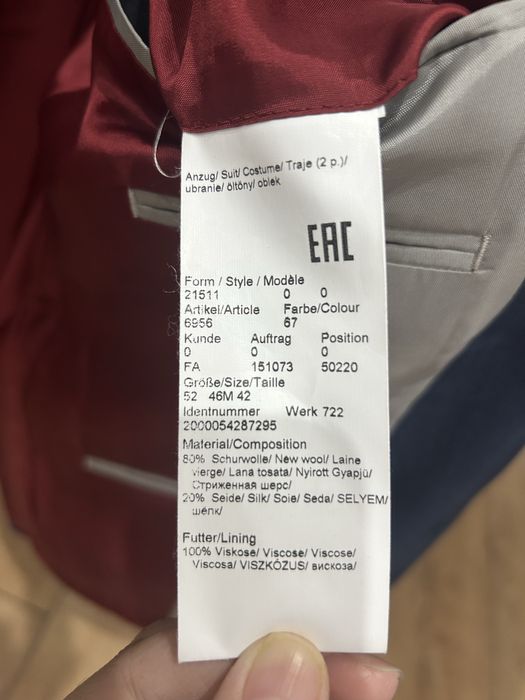 Anzug/ Suit/ Costume/ Traje (2 p.)/
ubranie/ öltöny/ oblek
EAC
Form / Style / Modèle
21511 0 0
Artikel/Article Farbe/Colour
6956 67
Kunde Auftrag Position
0 0 0
FA 151073 50220
Größe/Size/Taille
52 46M 42
Identnummer Werk 722
2000054287295
Material/Composition
80% Schurwolle/ New wool/ Laine
vierge/ Lana tosata/ Nyirott Gyapjú/
Стриженная шерс/
20% Seide/ Silk/ Soie/ Seda/ SELYEM/
шёлк/
Futter/Lining
100% Viskose/ Viscose/ Viscose/
Viscosa/ VISZKÓZUS/ вискоза/